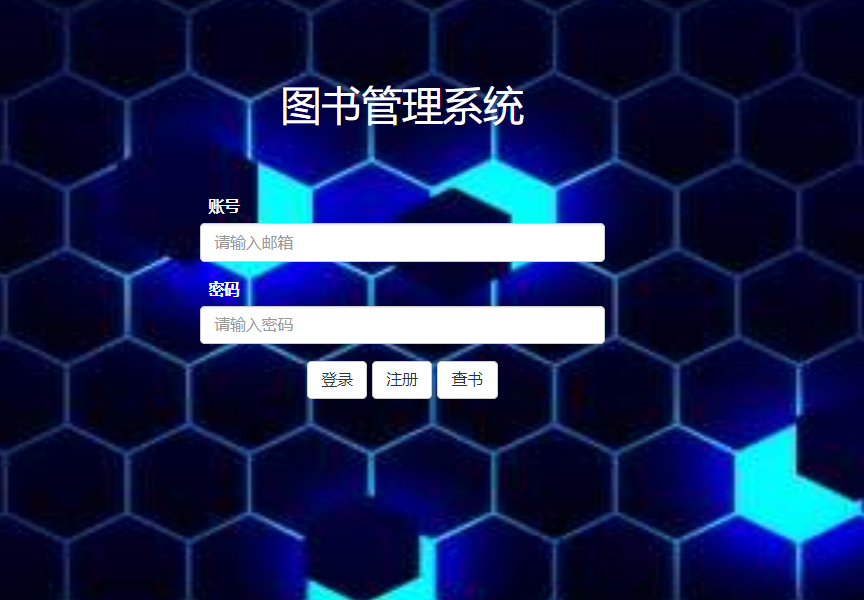 图书管理系统
账号
请输入邮箱
密码
请输入密码
登录 注册 查书